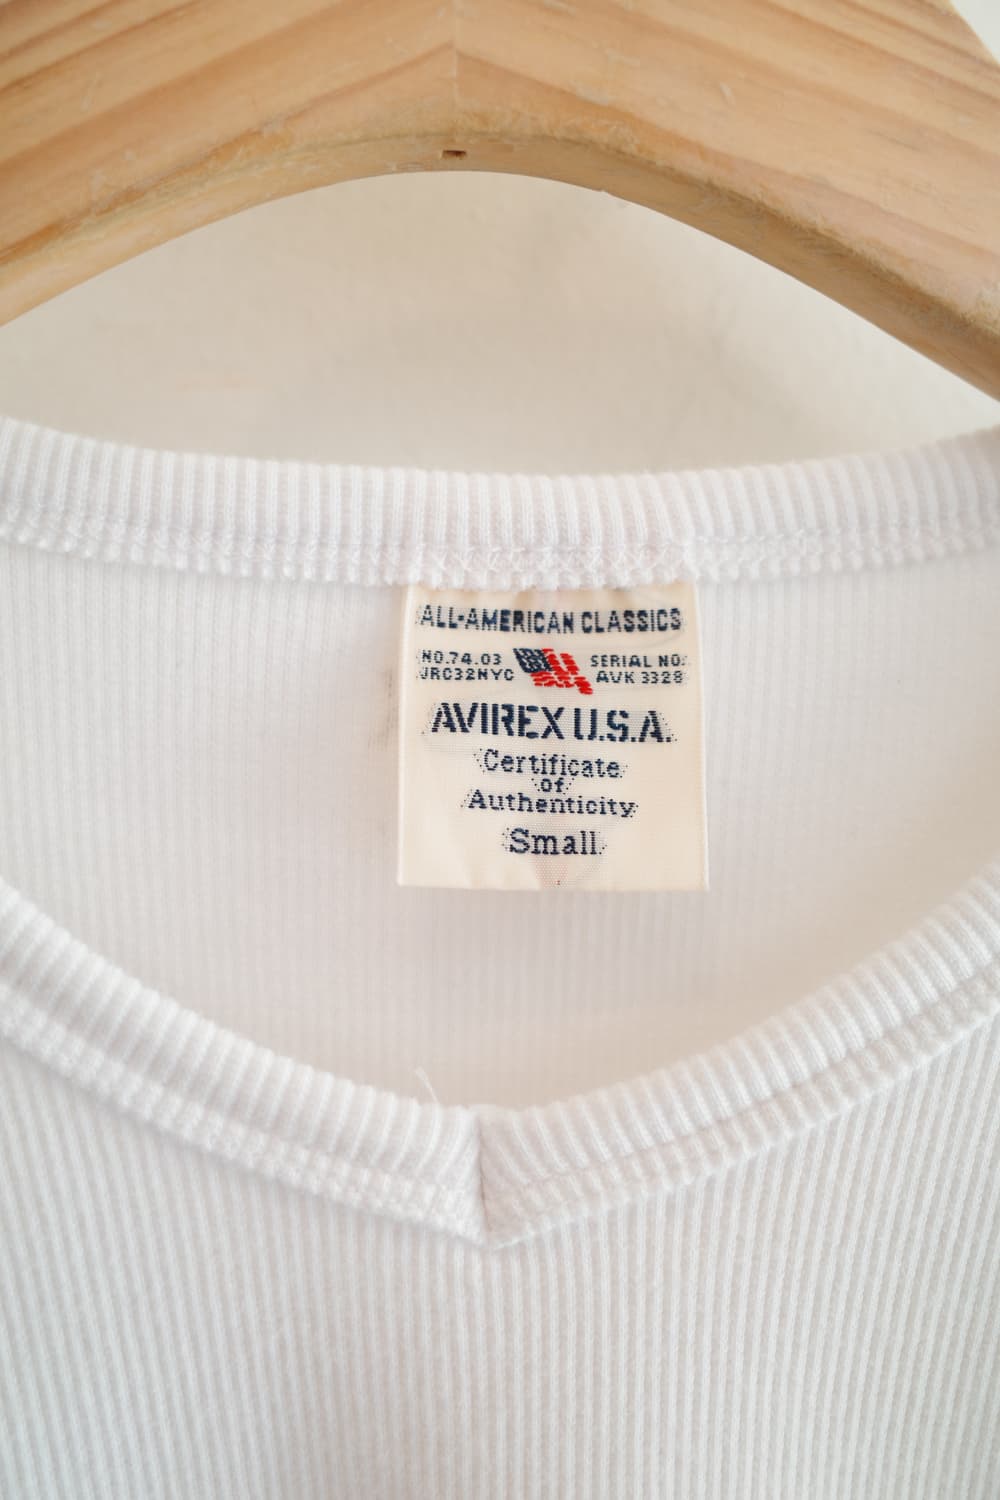 ALL-AMERICAN CLASSICS
NO.74.03 SERIAL NO:
JRC32NYC AVK 3328
AVIREX U.S.A.
Certificate
of
Authenticity
Small